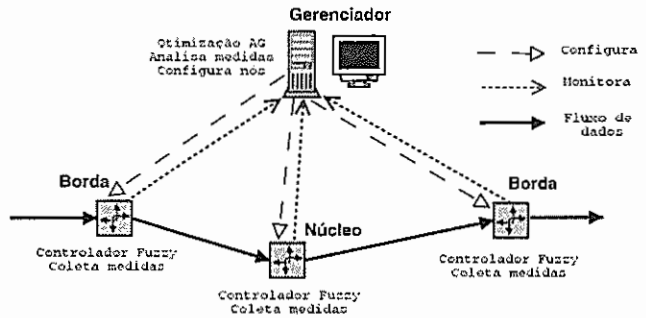 Gerenciador
Otimização AG
Analisa medidas
Configura nós
Configura
Monitora
Fluxo de
dados
Borda
Controlador Fuzzy
Coleta medidas
Núcleo
Controlador Fuzzy
Coleta medidas
Borda
Controlador Fuzzy
Coleta medidas